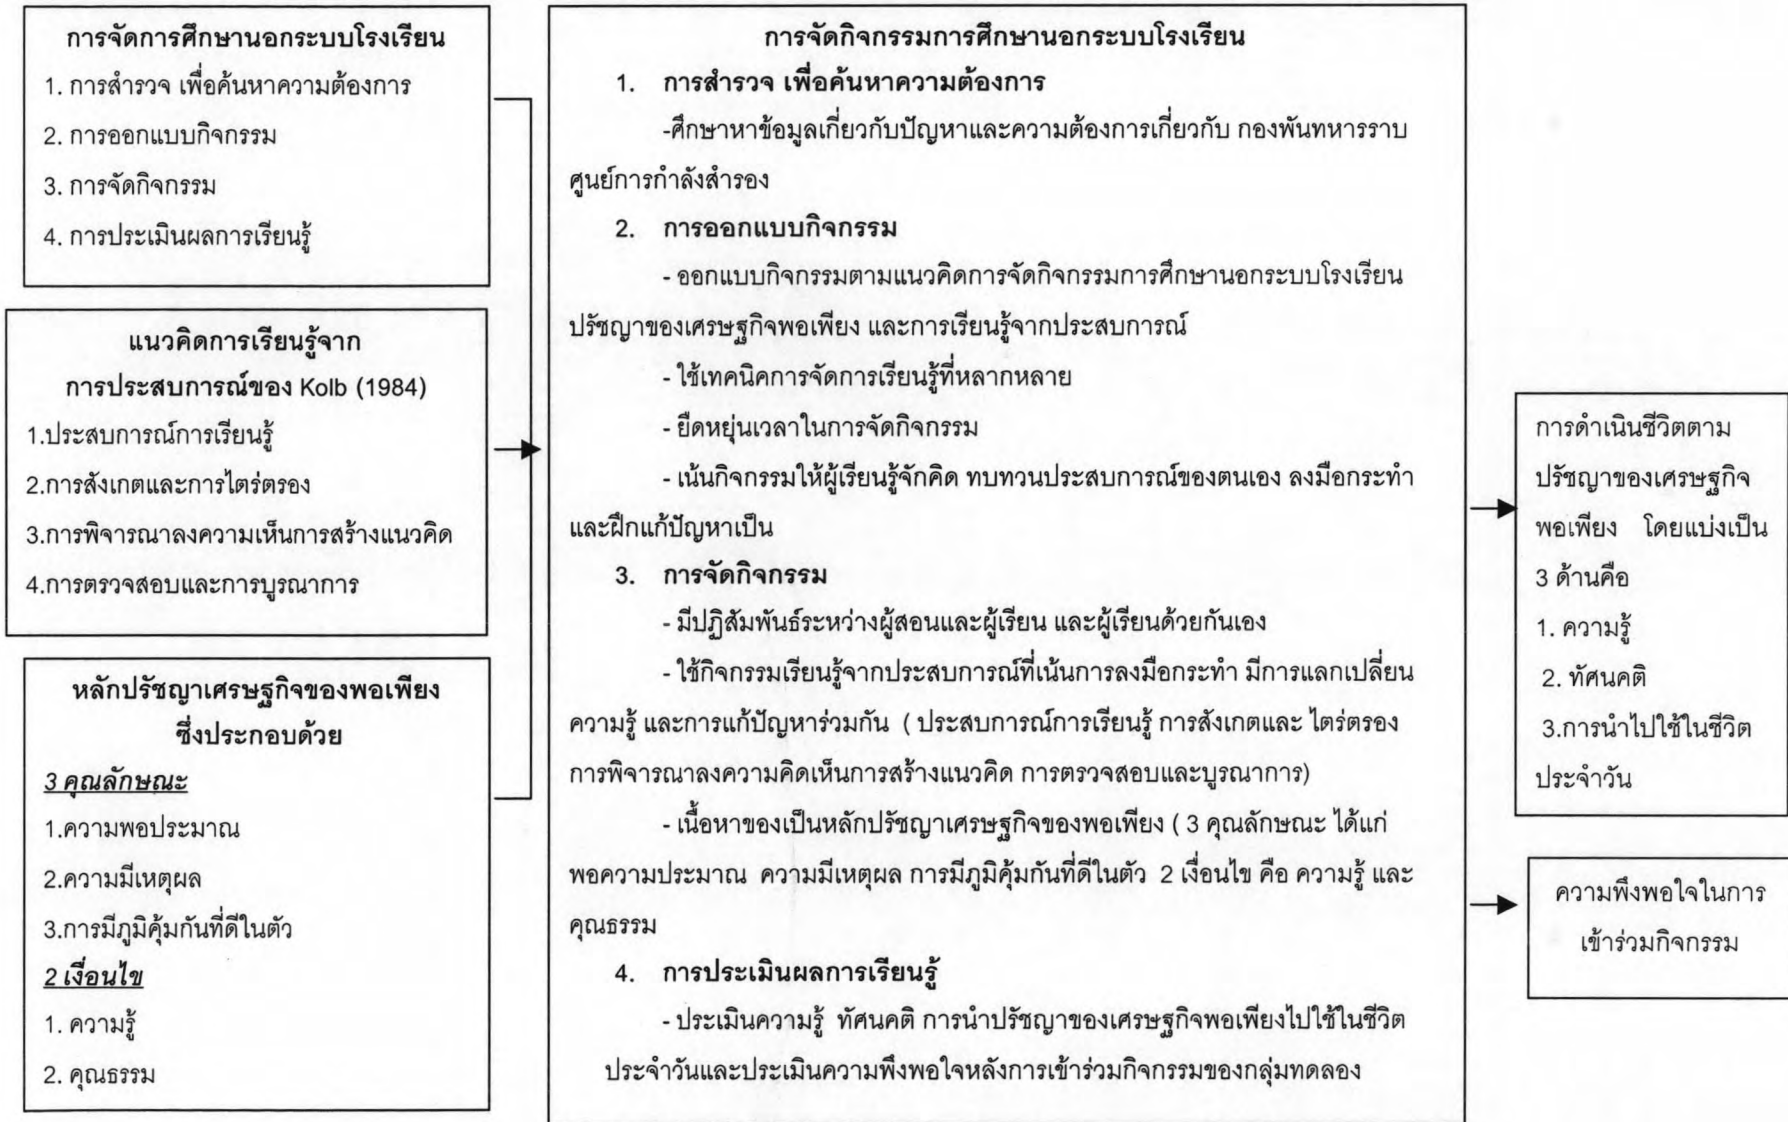 การจัดการศึกษานอกระบบโรงเรียน
1. การสำรวจ เพื่อค้นหาความต้องการ
2. การออกแบบกิจกรรม
3. การจัดกิจกรรม
4. การประเมินผลการเรียนรู้
แนวคิดการเรียนรู้จาก
การประสบการณ์ของ Kolb (1984)
1.ประสบการณ์การเรียนรู้
2.การสังเกตและการไตร่ตรอง
3.การพิจารณาลงความเห็นการสร้างแนวคิด
4.การตรวจสอบและการบูรณาการ
หลักปรัชญาเศรษฐกิจของพอเพียง
ซึ่งประกอบด้วย
3 คุณลักษณะ
1.ความพอประมาณ
2.ความมีเหตุผล
3.การมีภูมิคุ้มกันที่ดีในตัว
2 เงื่อนไข
1. ความรู้
2. คุณธรรม
การจัดกิจกรรมการศึกษานอกระบบโรงเรียน
1. การสำรวจ เพื่อค้นหาความต้องการ
-ศึกษาหาข้อมูลเกี่ยวกับปัญหาและความต้องการเกี่ยวกับ กองพันทหารราบ
ศูนย์การกำลังสำรอง
2. การออกแบบกิจกรรม
- ออกแบบกิจกรรมตามแนวคิดการจัดกิจกรรมการศึกษานอกระบบโรงเรียน
ปรัชญาของเศรษฐกิจพอเพียง และการเรียนรู้จากประสบการณ์
- ใช้เทคนิคการจัดการเรียนรู้ที่หลากหลาย
- ยืดหยุ่นเวลาในการจัดกิจกรรม
- เน้นกิจกรรมให้ผู้เรียนรู้จักคิด ทบทวนประสบการณ์ของตนเอง ลงมือกระทำ
และฝึกแก้ปัญหาเป็น
3. การจัดกิจกรรม
- มีปฏิสัมพันธ์ระหว่างผู้สอนและผู้เรียน และผู้เรียนด้วยกันเอง
- ใช้กิจกรรมเรียนรู้จากประสบการณ์ที่เน้นการลงมือกระทำ มีการแลกเปลี่ยน
ความรู้ และการแก้ปัญหาร่วมกัน ( ประสบการณ์การเรียนรู้ การสังเกตและ ไตร่ตรอง
การพิจารณาลงความคิดเห็นการสร้างแนวคิด การตรวจสอบและบูรณาการ)
- เนื้อหาของเป็นหลักปรัชญาเศรษฐกิจของพอเพียง ( 3 คุณลักษณะ ได้แก่
พอความประมาณ ความมีเหตุผล การมีภูมิคุ้มกันที่ดีในตัว 2 เงื่อนไข คือ ความรู้ และ
คุณธรรม
4. การประเมินผลการเรียนรู้
- ประเมินความรู้ ทัศนคติ การนำปรัชญาของเศรษฐกิจพอเพียงไปใช้ในชีวิต
ประจำวันและประเมินความพึงพอใจหลังการเข้าร่วมกิจกรรมของกลุ่มทดลอง
การดำเนินชีวิตตาม
ปรัชญาของเศรษฐกิจ
พอเพียง โดยแบ่งเป็น
3 ด้านคือ
1. ความรู้
2. ทัศนคติ
3.การนำไปใช้ในชีวิต
ประจำวัน
ความพึงพอใจในการ
เข้าร่วมกิจกรรม